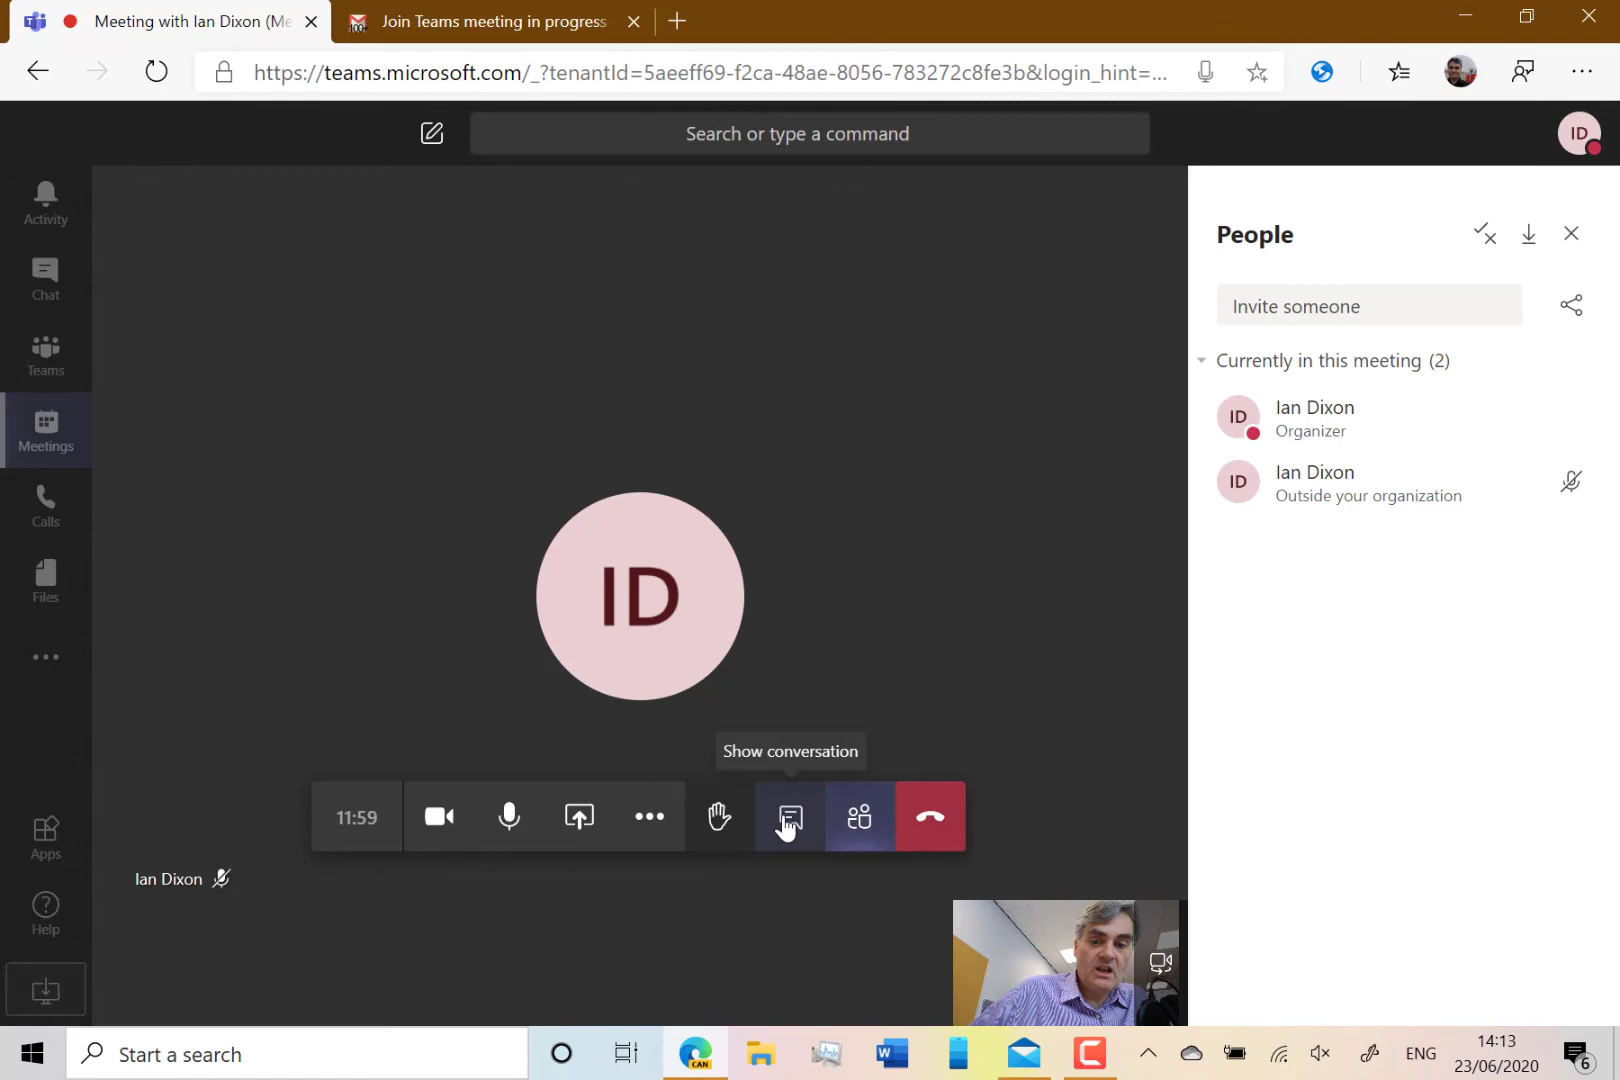 Meeting with Ian Dixon (Me
Join Teams meeting in progress
https://teams.microsoft.com/_?tenantId=5aeeff69-f2ca-48ae-8056-783272c8fe3b&login_hint=...
Search or type a command
ID
Activity
Chat
Teams
Meetings
Calls
Files
Apps
Help
People
Invite someone
Currently in this meeting (2)
ID
Ian Dixon
Organizer
ID
Ian Dixon
Outside your organization
ID
Show conversation
11:59
Ian Dixon
Start a search
CAN
W
ENG
14:13
23/06/2020
6